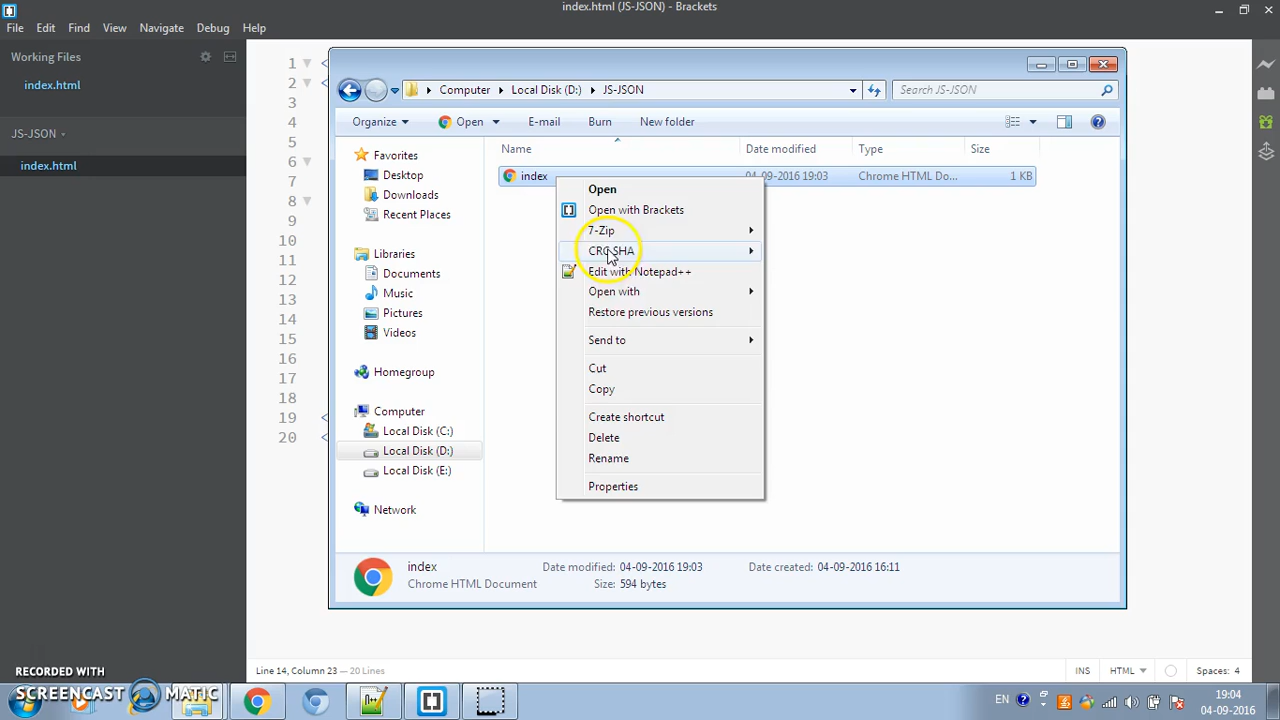 index.html (JS-JSON) - Brackets
File Edit Find View Navigate Debug Help
Working Files
index.html
JS-JSON
index.html
1
2
3
4
5
6
7
8
9
10
11
12
13
14
15
16
17
18
19
20
Computer Local Disk (D:) JS-JSON
Search JS-JSON
Organize Open E-mail Burn New folder
Name Date modified Type Size
index 04-09-2016 19:03 Chrome HTML Do... 1 KB
Favorites
Desktop
Downloads
Recent Places
Libraries
Documents
Music
Pictures
Videos
Homegroup
Computer
Local Disk (C:)
Local Disk (D:)
Local Disk (E:)
Network
Open
Open with Brackets
7-Zip
CRC SHA
Edit with Notepad++
Open with
Restore previous versions
Send to
Cut
Copy
Create shortcut
Delete
Rename
Properties
index Date modified: 04-09-2016 19:03 Date created: 04-09-2016 16:11
Chrome HTML Document Size: 594 bytes
Line 14, Column 23 — 20 Lines
INS HTML Spaces: 4
RECORDED WITH
SCREENCAST MATIC
EN
19:04
04-09-2016